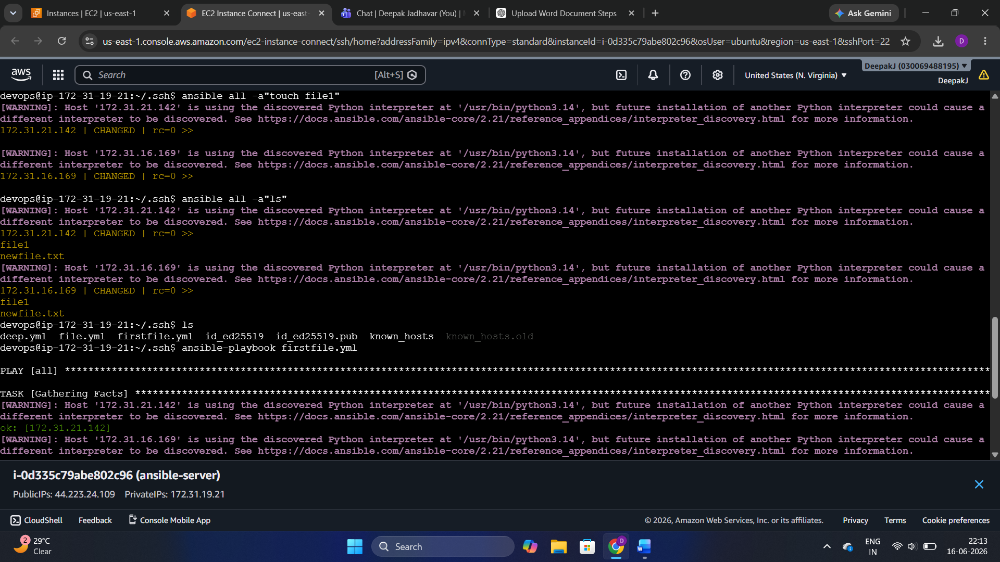 Instances | EC2 | us-east-1
EC2 Instance Connect | us-east-
Chat | Deepak Jadhavar (You) |
Upload Word Document Steps
Ask Gemini
us-east-1.console.aws.amazon.com/ec2-instance-connect/ssh/home?addressFamily=ipv4&connType=standard&instanceId=i-0d335c79abe802c96&osUser=ubuntu&region=us-east-1&sshPort=22
D
aws
Search
[Alt+S]
United States (N. Virginia) ▼
DeepakJ (030069488195) ▼
DeepakJ
devops@ip-172-31-19-21:~/.ssh$ ansible all -a"touch file1"
[WARNING]: Host '172.31.21.142' is using the discovered Python interpreter at '/usr/bin/python3.14', but future installation of another Python interpreter could cause a
different interpreter to be discovered. See https://docs.ansible.com/ansible-core/2.21/reference_appendices/interpreter_discovery.html for more information.
172.31.21.142 | CHANGED | rc=0 >>
[WARNING]: Host '172.31.16.169' is using the discovered Python interpreter at '/usr/bin/python3.14', but future installation of another Python interpreter could cause a
different interpreter to be discovered. See https://docs.ansible.com/ansible-core/2.21/reference_appendices/interpreter_discovery.html for more information.
172.31.16.169 | CHANGED | rc=0 >>
devops@ip-172-31-19-21:~/.ssh$ ansible all -a"ls"
[WARNING]: Host '172.31.21.142' is using the discovered Python interpreter at '/usr/bin/python3.14', but future installation of another Python interpreter could cause a
different interpreter to be discovered. See https://docs.ansible.com/ansible-core/2.21/reference_appendices/interpreter_discovery.html for more information.
172.31.21.142 | CHANGED | rc=0 >>
file1
newfile.txt
[WARNING]: Host '172.31.16.169' is using the discovered Python interpreter at '/usr/bin/python3.14', but future installation of another Python interpreter could cause a
different interpreter to be discovered. See https://docs.ansible.com/ansible-core/2.21/reference_appendices/interpreter_discovery.html for more information.
172.31.16.169 | CHANGED | rc=0 >>
file1
newfile.txt
devops@ip-172-31-19-21:~/.ssh$ ls
deep.yml  file.yml  firstfile.yml  id_ed25519  id_ed25519.pub  known_hosts  known_hosts.old
devops@ip-172-31-19-21:~/.ssh$ ansible-playbook firstfile.yml
PLAY [all] **************************************************************************************************************************************************************
TASK [Gathering Facts] **************************************************************************************************************************************************
[WARNING]: Host '172.31.21.142' is using the discovered Python interpreter at '/usr/bin/python3.14', but future installation of another Python interpreter could cause a
different interpreter to be discovered. See https://docs.ansible.com/ansible-core/2.21/reference_appendices/interpreter_discovery.html for more information.
ok: [172.31.21.142]
[WARNING]: Host '172.31.16.169' is using the discovered Python interpreter at '/usr/bin/python3.14', but future installation of another Python interpreter could cause a
different interpreter to be discovered. See https://docs.ansible.com/ansible-core/2.21/reference_appendices/interpreter_discovery.html for more information.
i-0d335c79abe802c96 (ansible-server)
PublicIPs: 44.223.24.109 PrivateIPs: 172.31.19.21
CloudShell Feedback Console Mobile App
© 2026, Amazon Web Services, Inc. or its affiliates. Privacy Terms Cookie preferences
2
29°C
Clear
Search
D
ENG
IN
22:13
16-06-2026